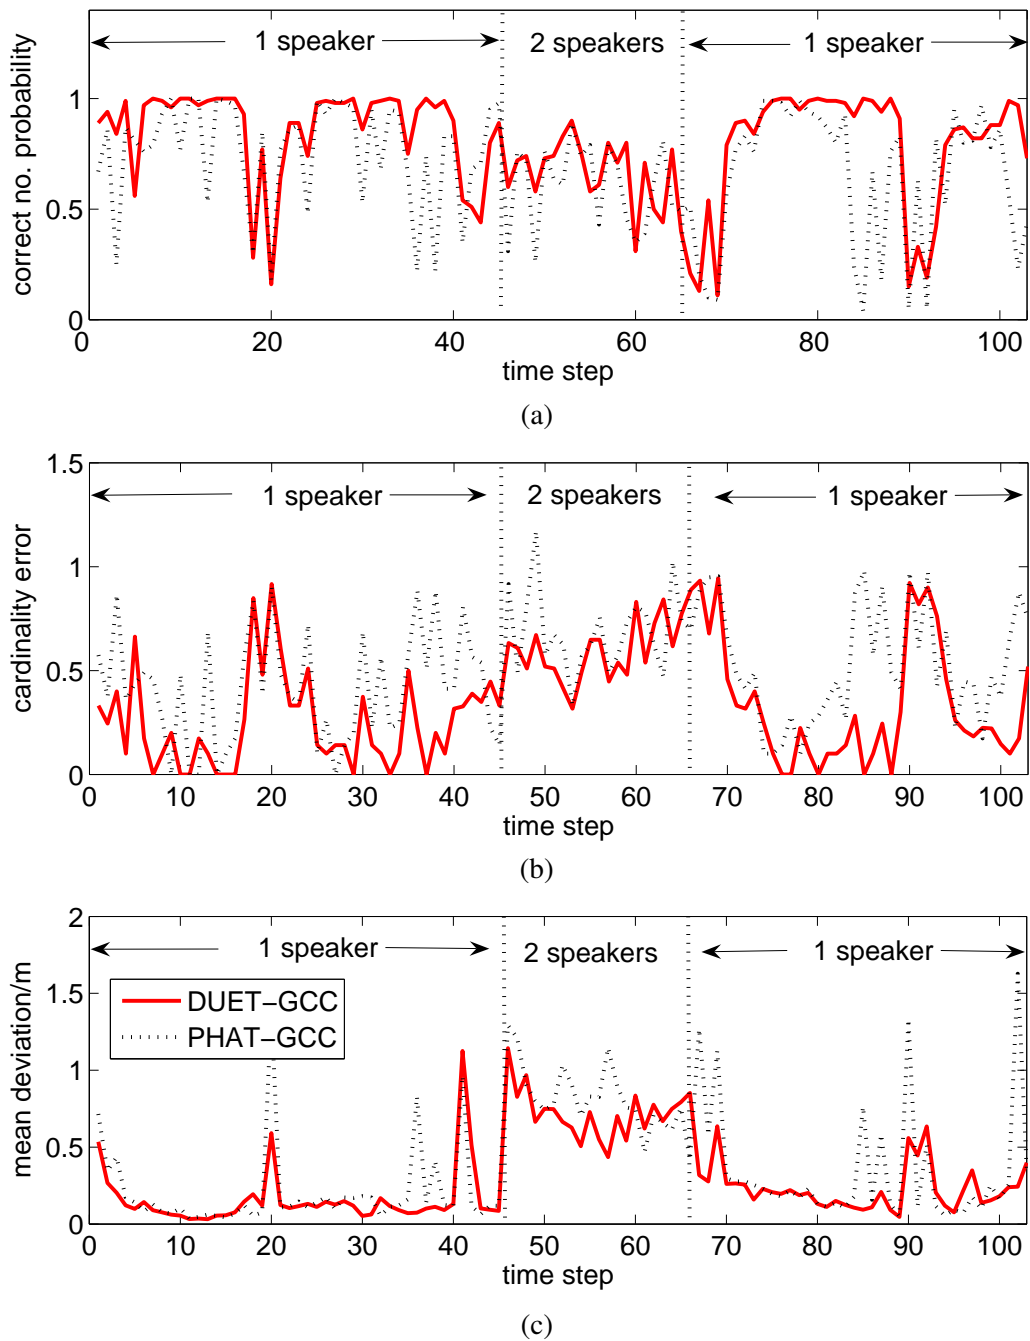 1 speaker 2 speakers 1 speaker
correct no. probability
1
0.5
0
0 20 40 60 80 100
time step
(a)
1 speaker 2 speakers 1 speaker
cardinality error
1.5
1
0.5
0
0 10 20 30 40 50 60 70 80 90 100
time step
(b)
1 speaker 2 speakers 1 speaker
mean deviation/m
2
1.5
1
0.5
0
DUET-GCC
PHAT-GCC
0 10 20 30 40 50 60 70 80 90 100
time step
(c)